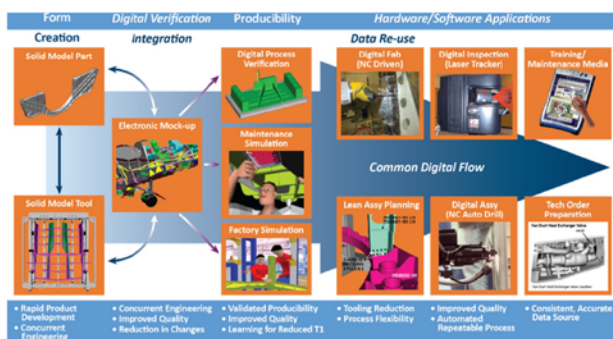 Form
Digital Verification
Producibility
Hardware/Software Applications
Creation
integration
Data Re-use
Solid Model Part
Digital Process
Verification
Digital Fab
(NC Driven)
Digital Inspection
(Laser Tracker)
Training/
Maintenance Media
Electronic Mock-up
Maintenance
Simulation
Common Digital Flow
Solid Model Tool
Factory Simulation
Lean Assy Planning
Digital Assy
(NC Auto Drill)
Tech Order
Preparation
• Rapid Product
Development
• Concurrent
Engineering
• Concurrent Engineering
• Improved Quality
• Reduction in Changes
• Validated Producibility
• Improved Quality
• Learning for Reduced T1
• Tooling Reduction
• Process Flexibility
• Improved Quality
• Automated
Repeatable Process
• Consistent, Accurate
Data Source